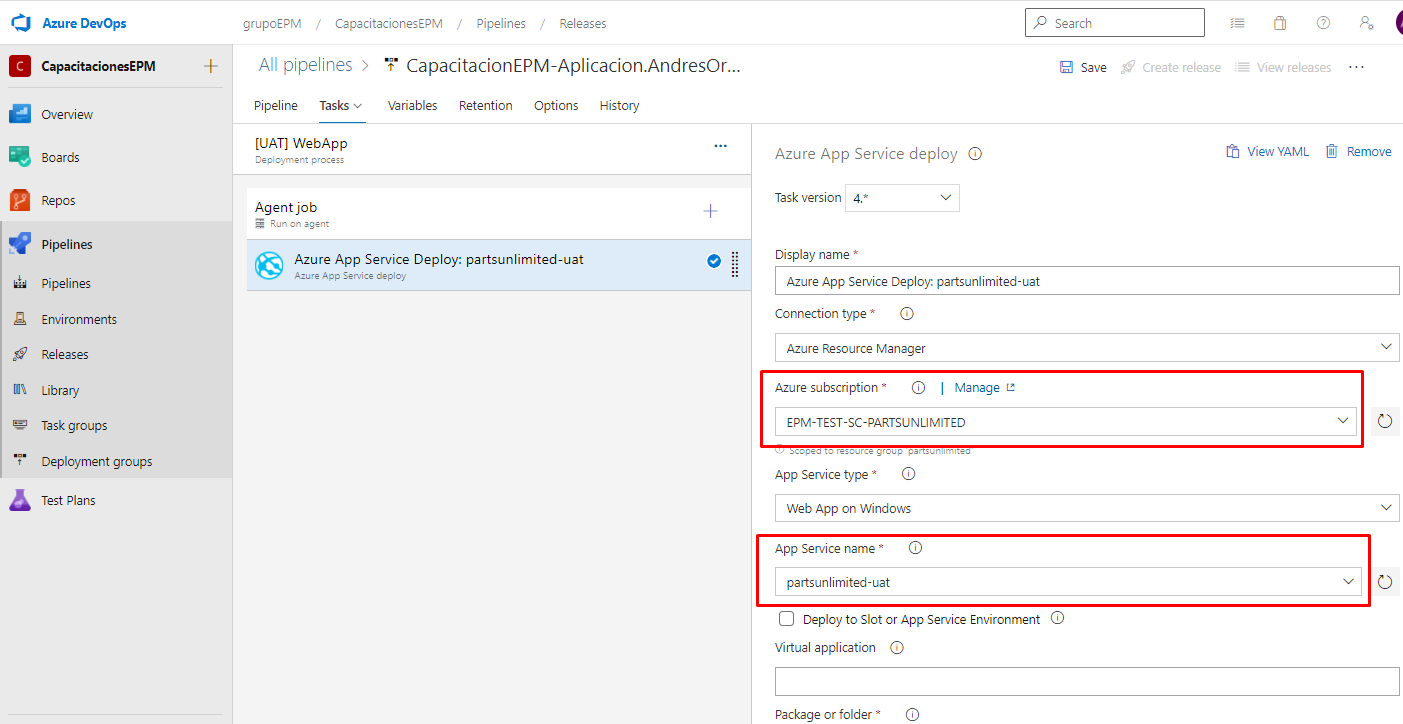 Azure DevOps
grupoEPM / CapacitacionesEPM / Pipelines / Releases
Search
C CapacitacionesEPM
Overview
Boards
Repos
Pipelines
Pipelines
Environments
Releases
Library
Task groups
Deployment groups
Test Plans
All pipelines > CapacitacionEPM-Aplicacion.AndresOr...
Save
Create release
View releases
...
Pipeline Tasks Variables Retention Options History
[UAT] WebApp
Deployment process
...
Agent job
Run on agent
Azure App Service Deploy: partsunlimited-uat
Azure App Service deploy
Azure App Service deploy
View YAML
Remove
Task version 4.*
Display name *
Azure App Service Deploy: partsunlimited-uat
Connection type *
Azure Resource Manager
Azure subscription * | Manage
EPM-TEST-SC-PARTSUNLIMITED
Scoped to resource group 'partsunlimited'
App Service type *
Web App on Windows
App Service name *
partsunlimited-uat
Deploy to Slot or App Service Environment
Virtual application
Package or folder *